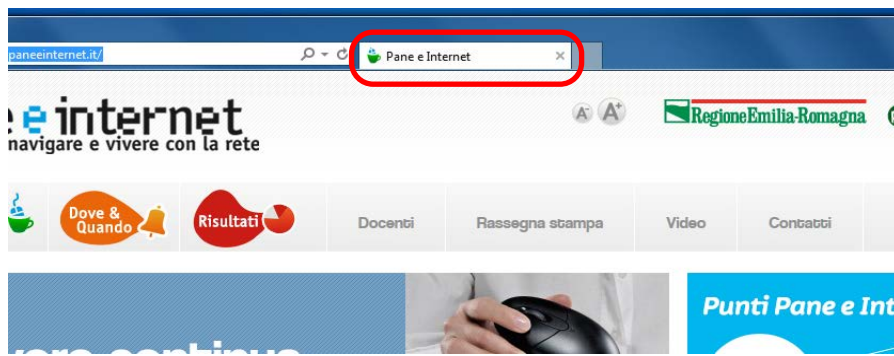 paneeinternet.it/
Pane e Internet
e internet
navigare e vivere con la rete
A-
A+
RegioneEmilia-Romagna
Dove &
Quando
Risultati
Docenti
Rassegna stampa
Video
Contatti
Punti Pane e Int
continua